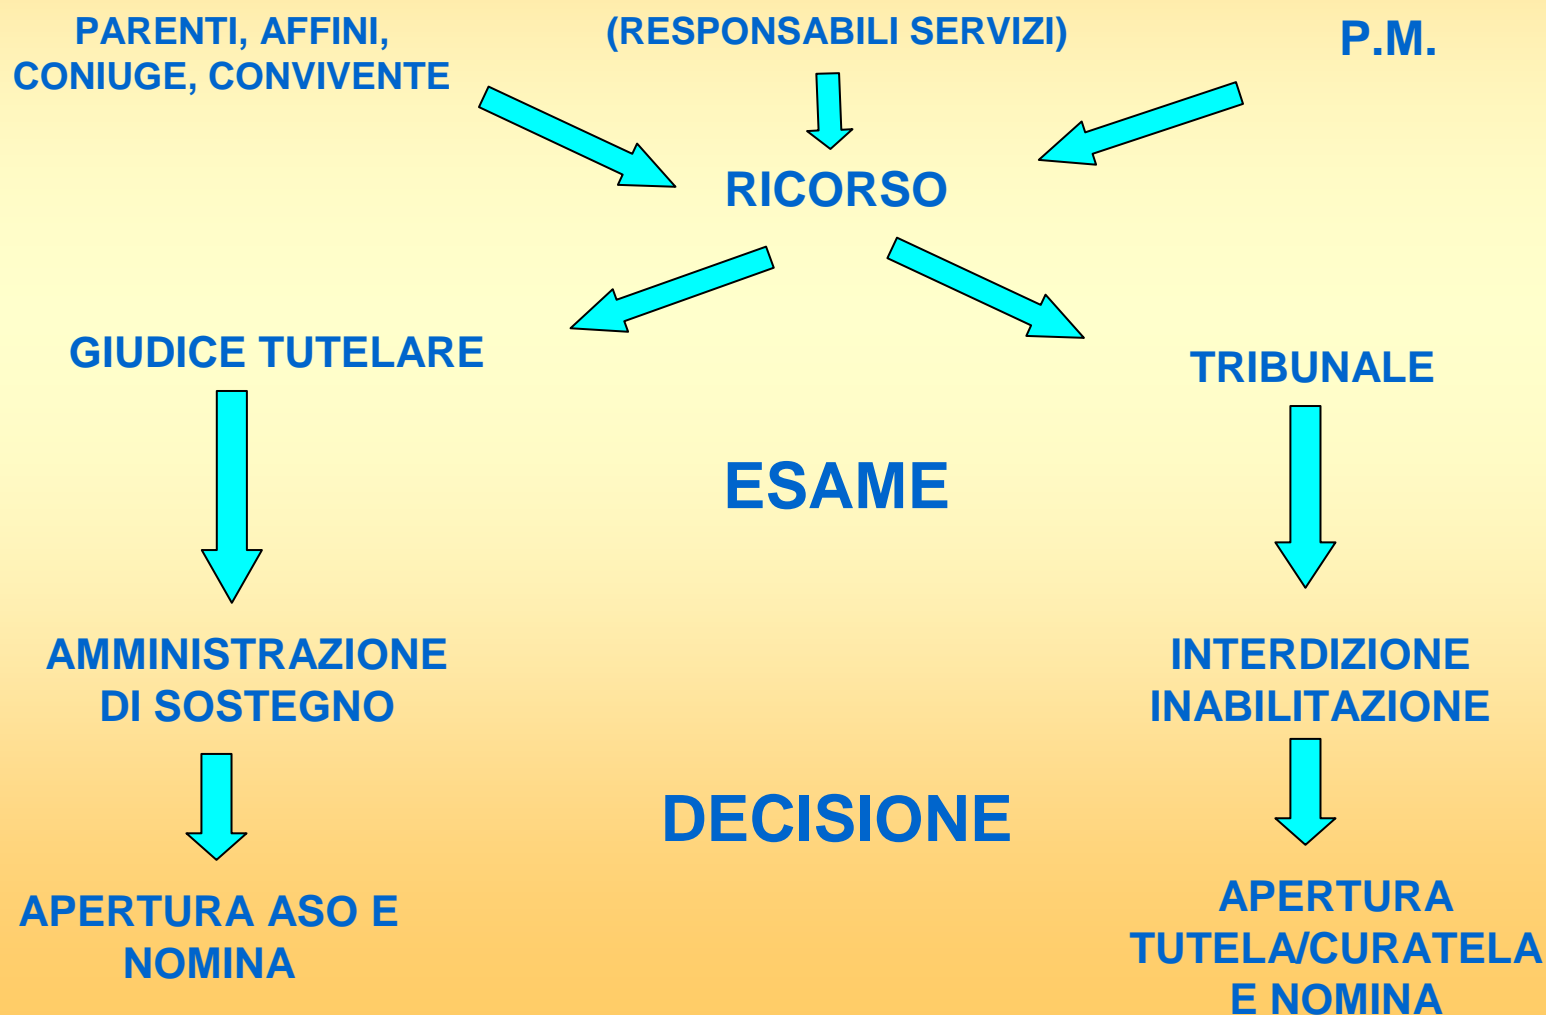 PARENTI, AFFINI,
CONIUGE, CONVIVENTE
(RESPONSABILI SERVIZI)
P.M.
RICORSO
GIUDICE TUTELARE
TRIBUNALE
ESAME
AMMINISTRAZIONE
DI SOSTEGNO
INTERDIZIONE
INABILITAZIONE
DECISIONE
APERTURA ASO E
NOMINA
APERTURA
TUTELA/CURATELA
E NOMINA